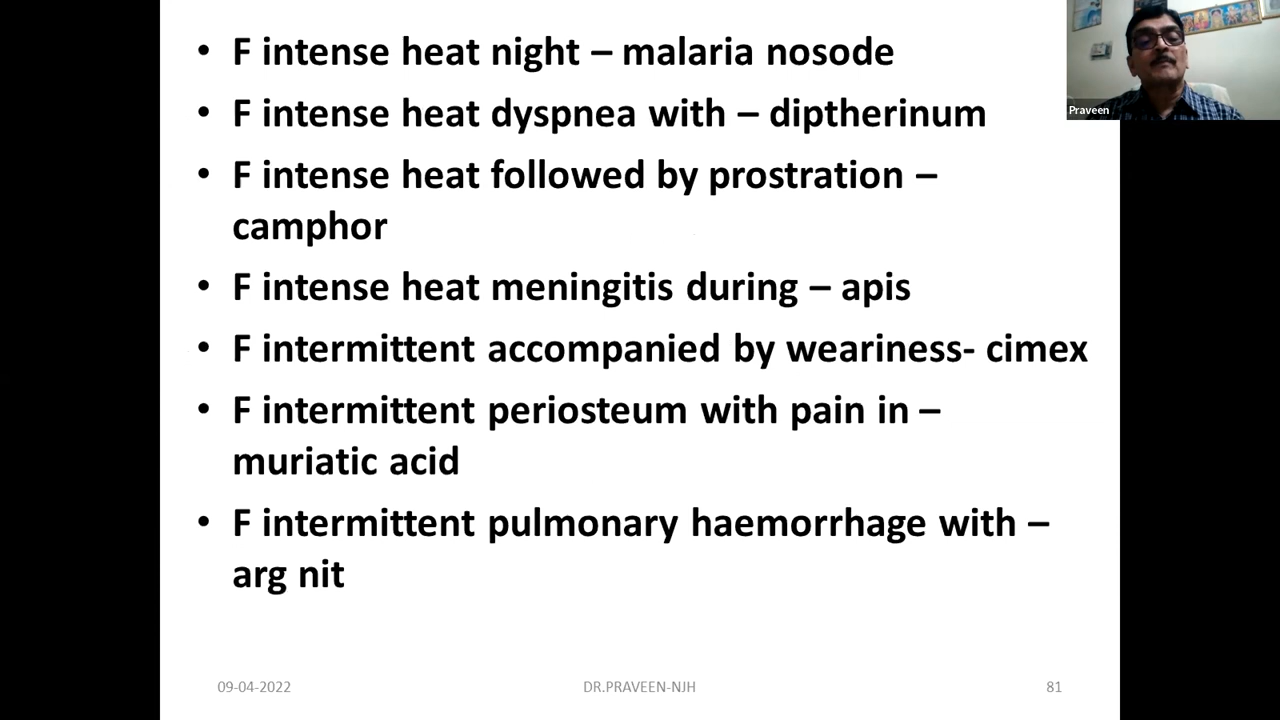 • F intense heat night – malaria nosode
• F intense heat dyspnea with – diptherinum
• F intense heat followed by prostration –
camphor
• F intense heat meningitis during – apis
• F intermittent accompanied by weariness- cimex
• F intermittent periosteum with pain in –
muriatic acid
• F intermittent pulmonary haemorrhage with –
arg nit
09-04-2022
DR.PRAVEEN-NJH
81
Praveen